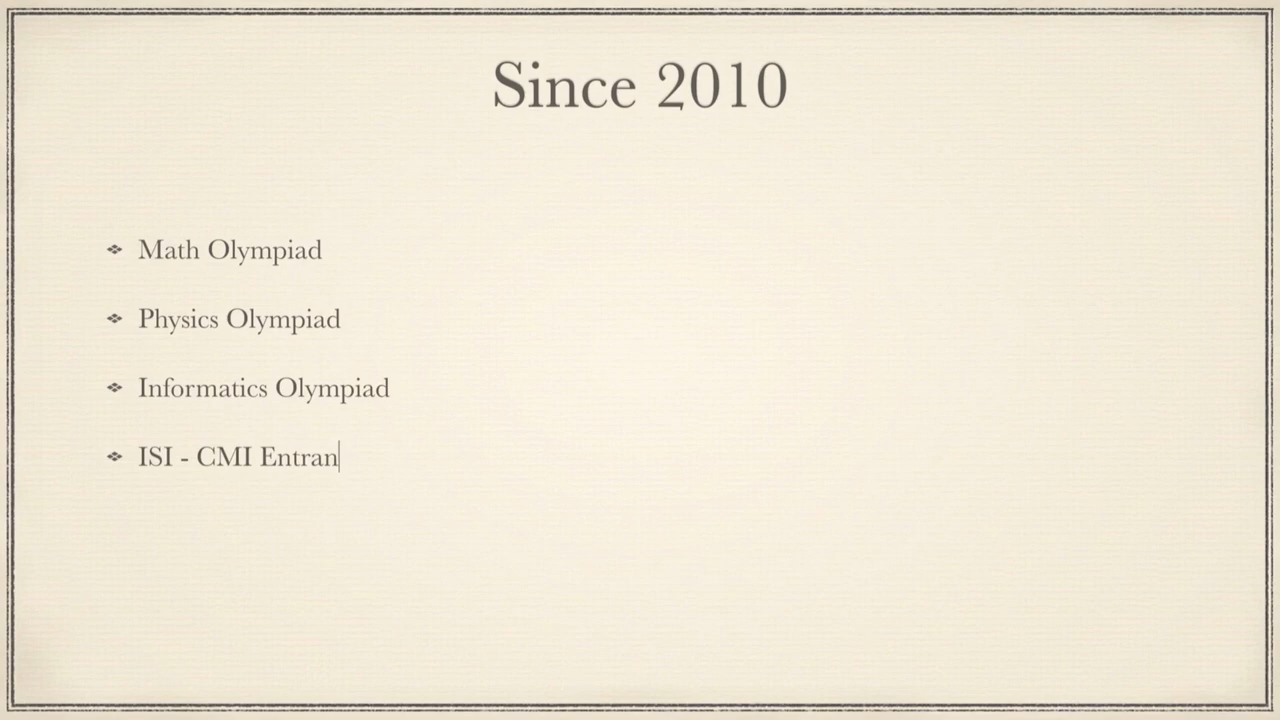 Since 2010
Math Olympiad
Physics Olympiad
Informatics Olympiad
ISI - CMI Entran